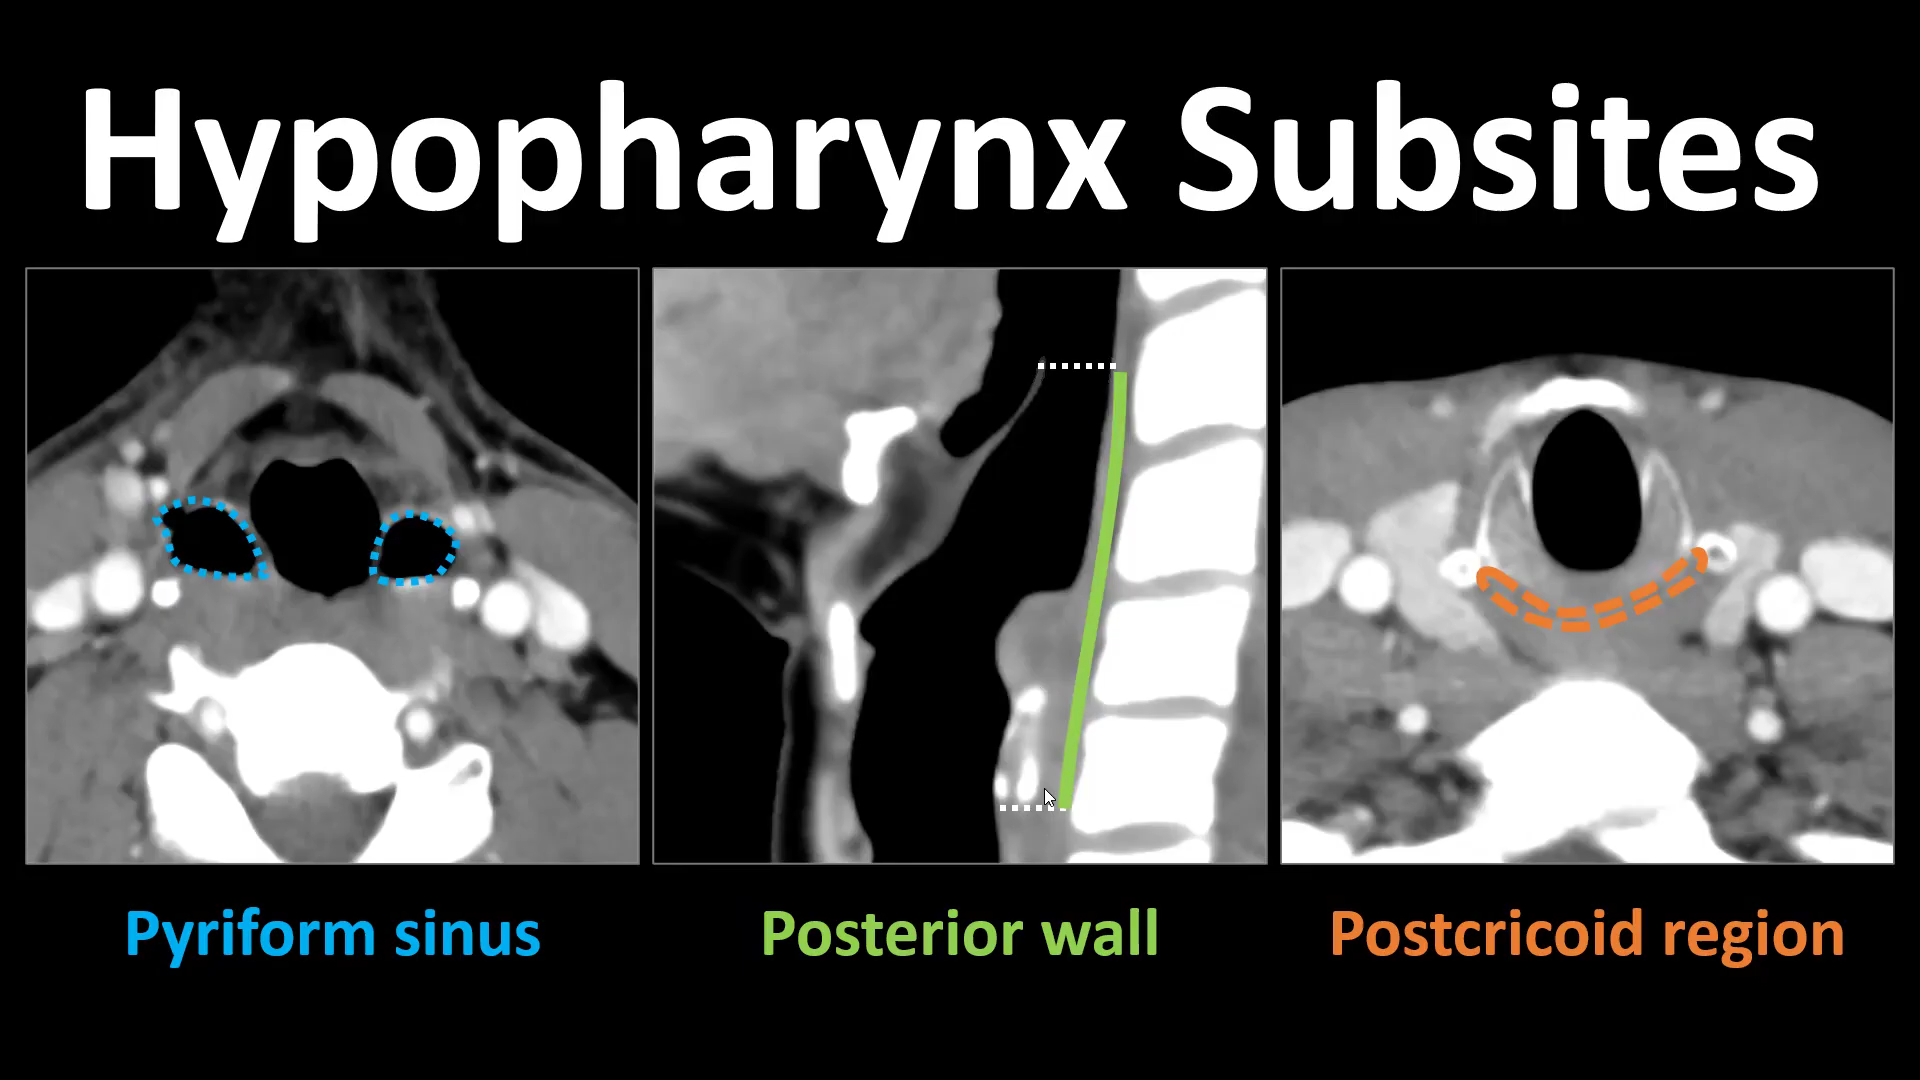 Hypopharynx Subsites
Pyriform sinus
Posterior wall
Postcricoid region